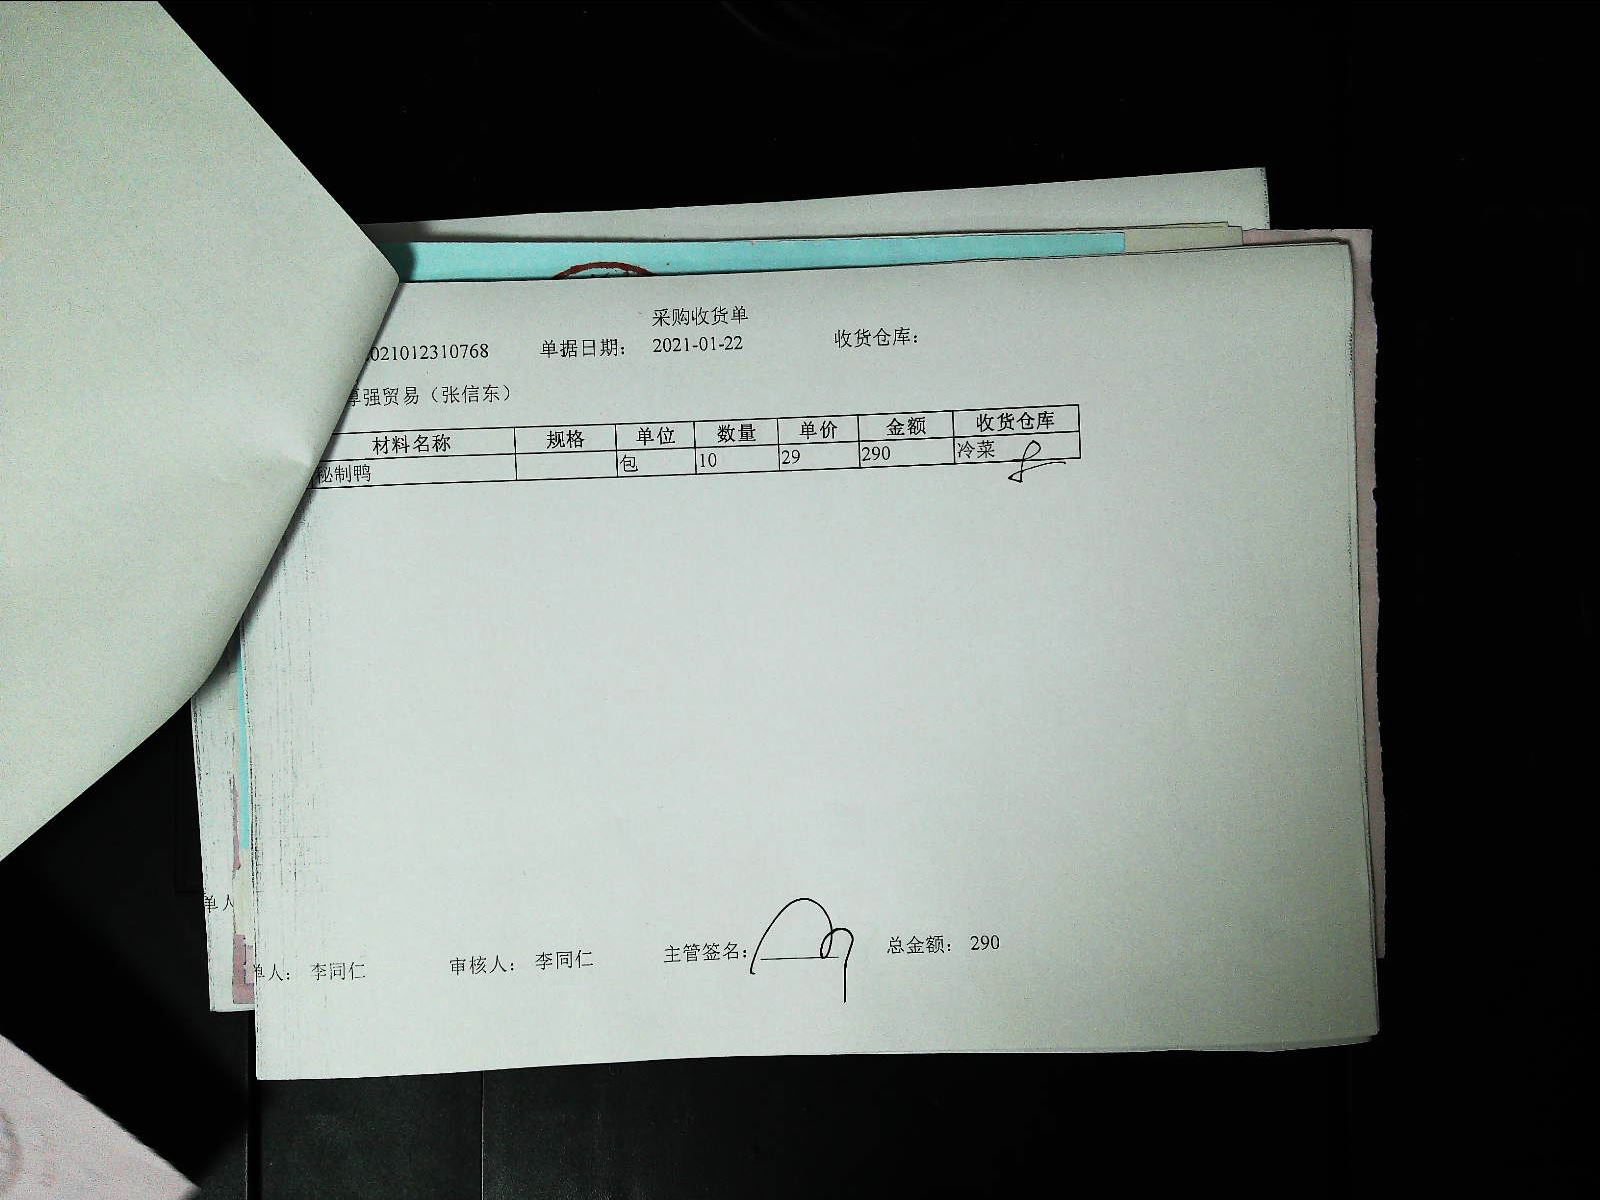 采购收货单
021012310768 单据日期： 2021-01-22 收货仓库：
强贸易（张信东）
材料名称 规格 单位 数量 单价 金额 收货仓库
秘制鸭 包 10 29 290 冷菜
单人
单人： 李同仁 审核人： 李同仁 主管签名： 总金额： 290